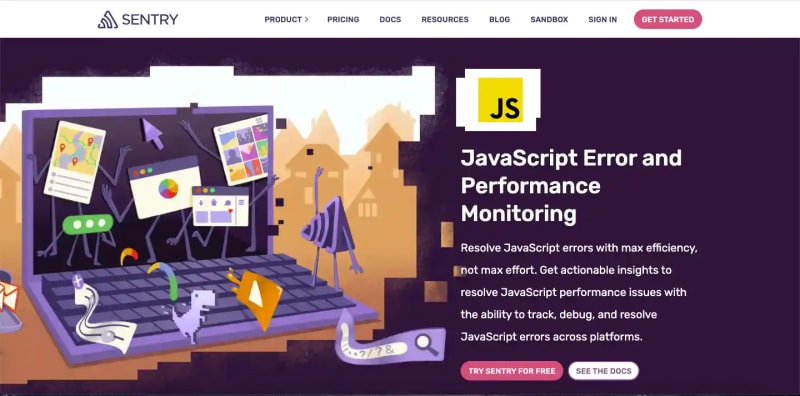 SENTRY
PRODUCT
PRICING
DOCS
RESOURCES
BLOG
SANDBOX
SIGN IN
GET STARTED
JS
JavaScript Error and
Performance
Monitoring
Resolve JavaScript errors with max efficiency,
not max effort. Get actionable insights to
resolve JavaScript performance issues with
the ability to track, debug, and resolve
JavaScript errors across platforms.
TRY SENTRY FOR FREE
SEE THE DOCS